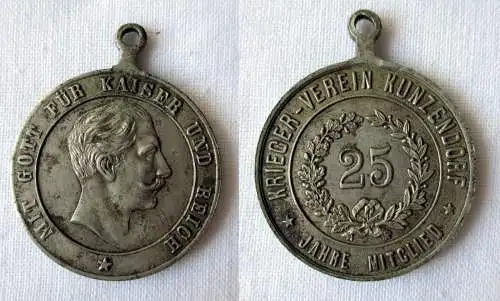 MIT GOTT FÜR KAISER UND REICH
KRIEGER-VEREIN KUNZENDORF
25
JAHRE MITGLIED